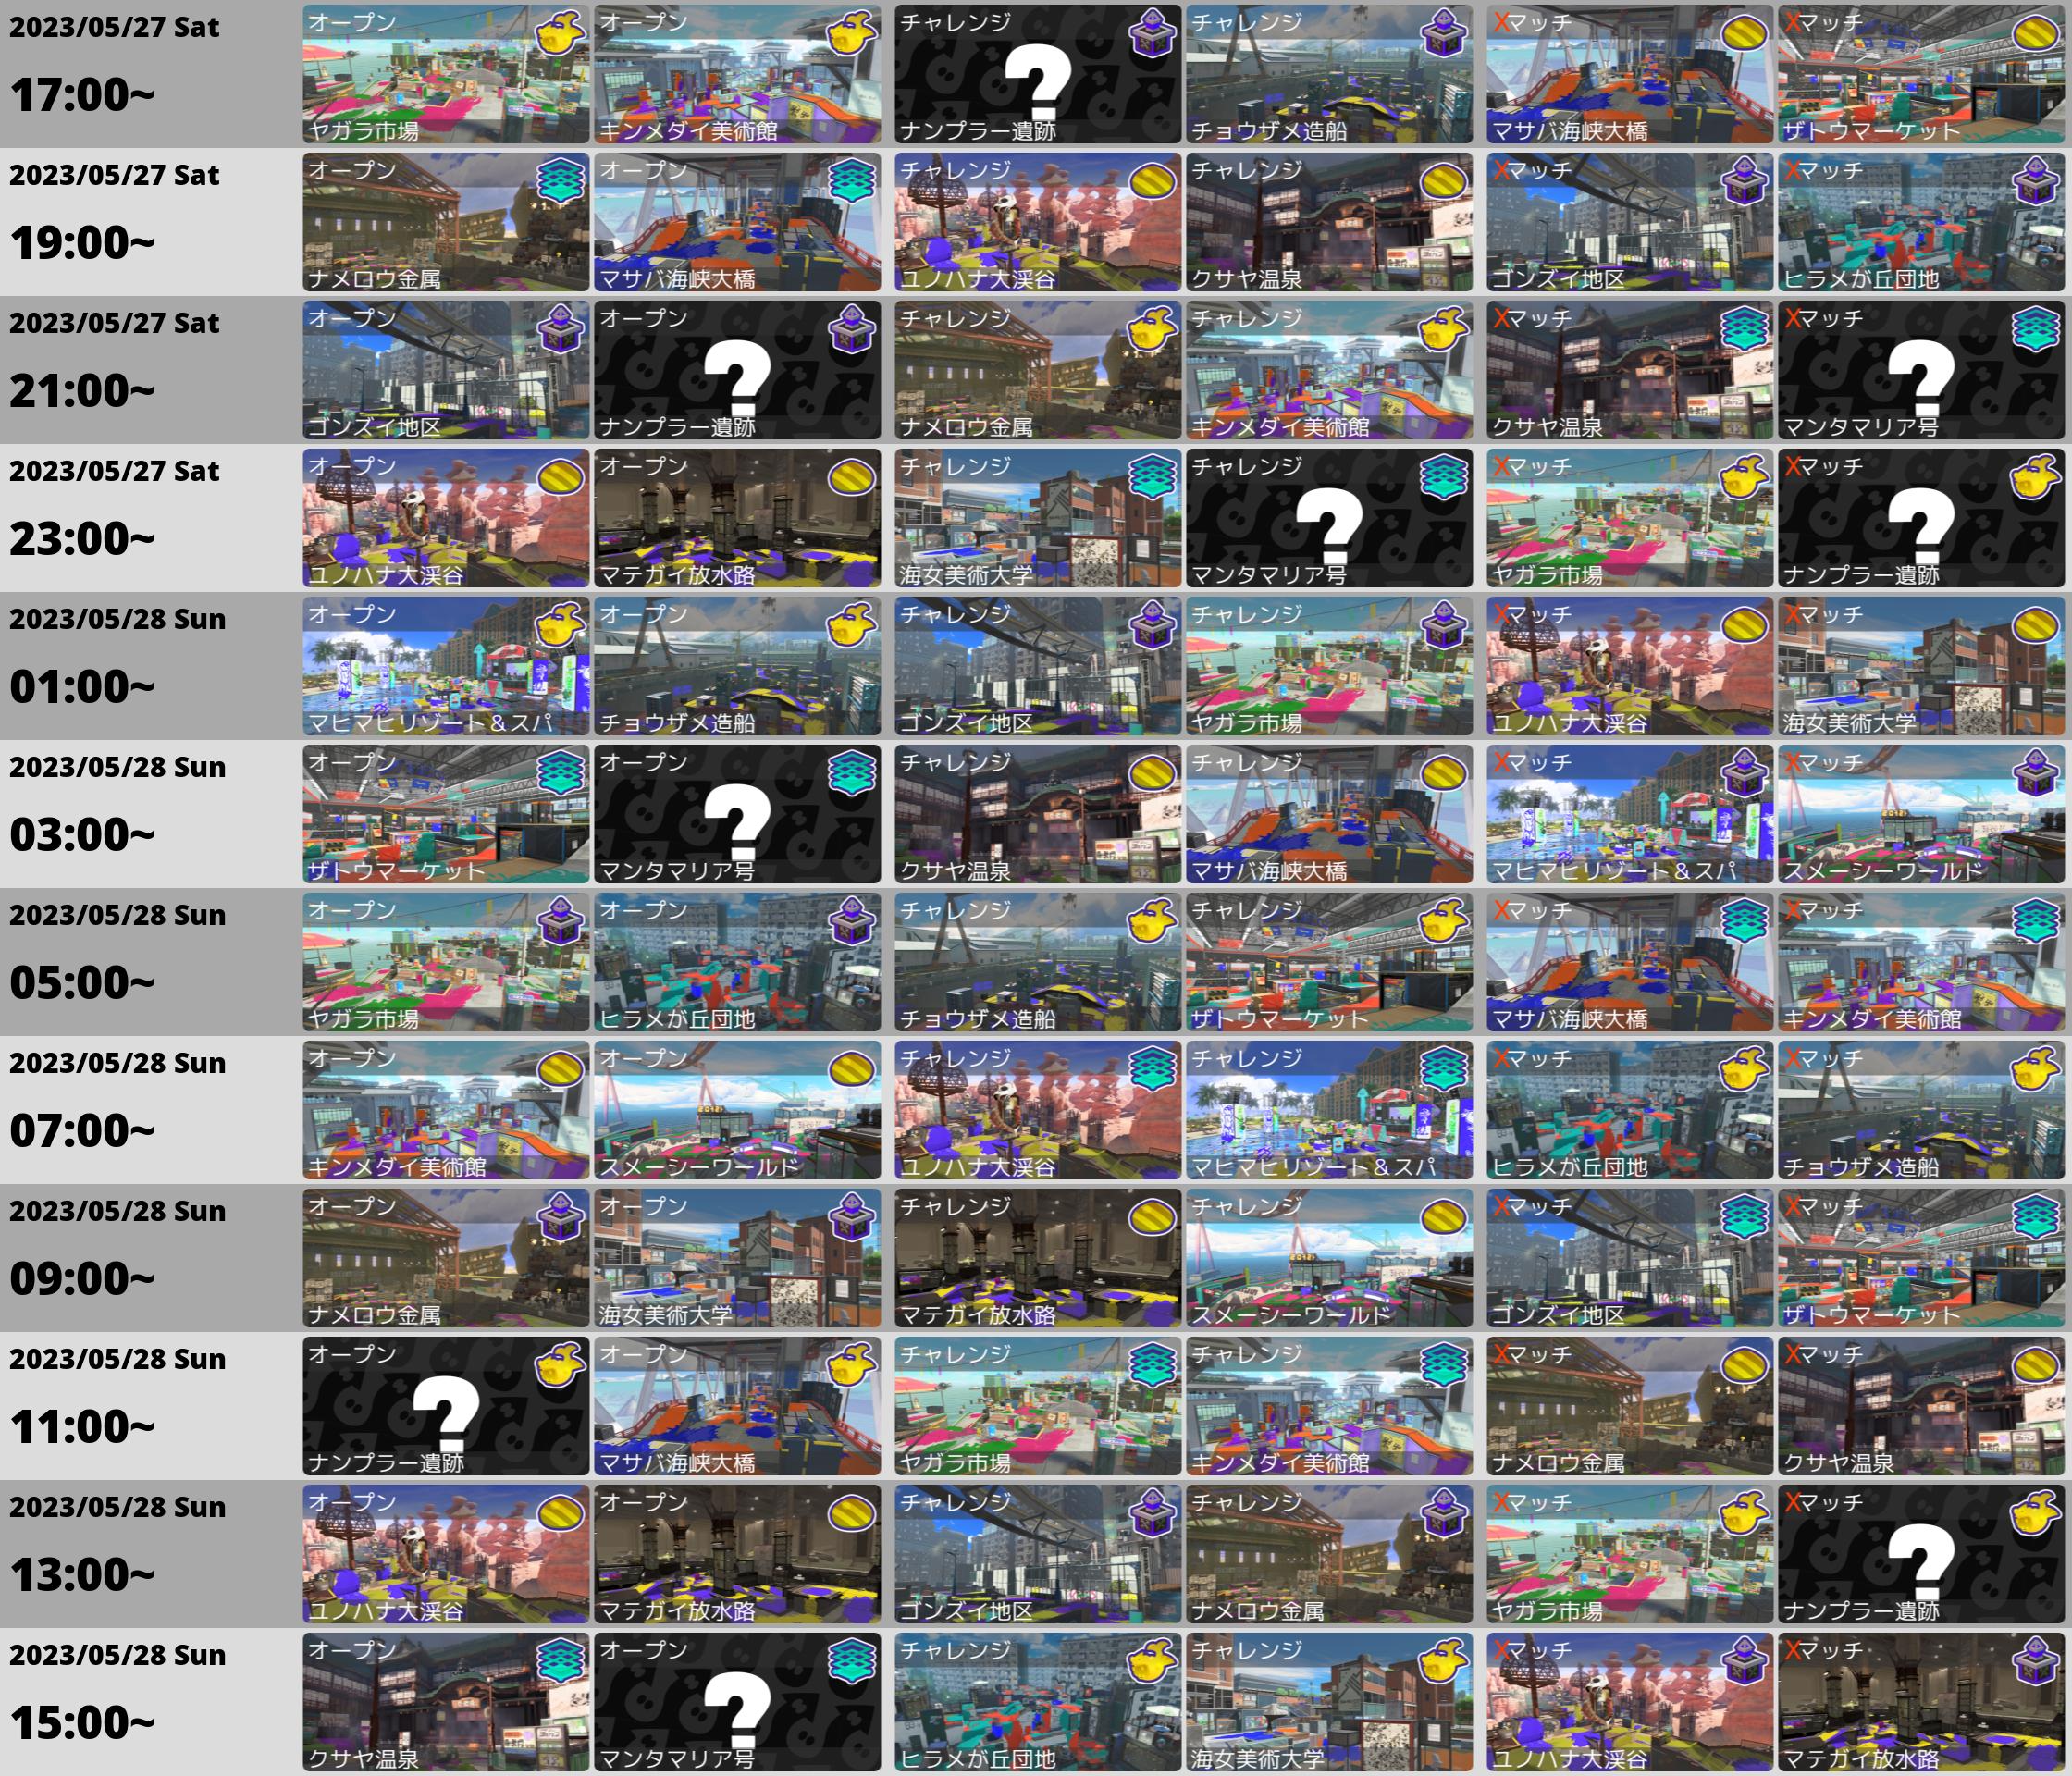 2023/05/27 Sat
17:00~
オープン オープン チャレンジ チャレンジ Xマッチ Xマッチ
ヤガラ市場 キンメダイ美術館 ナンプラー遺跡 チョウザメ造船 マサバ海峡大橋 ザトウマーケット
2023/05/27 Sat
19:00~
オープン オープン チャレンジ チャレンジ Xマッチ Xマッチ
ナメロウ金属 マサバ海峡大橋 ユノハナ大渓谷 クサヤ温泉 ゴンズイ地区 ヒラメが丘団地
2023/05/27 Sat
21:00~
オープン オープン チャレンジ チャレンジ Xマッチ Xマッチ
ゴンズイ地区 ナンプラー遺跡 ナメロウ金属 キンメダイ美術館 クサヤ温泉 マンタマリア号
2023/05/27 Sat
23:00~
オープン オープン チャレンジ チャレンジ Xマッチ Xマッチ
ユノハナ大渓谷 マテガイ放水路 海女美術大学 マンタマリア号 ヤガラ市場 ナンプラー遺跡
2023/05/28 Sun
01:00~
オープン オープン チャレンジ チャレンジ Xマッチ Xマッチ
マヒマヒリゾート＆スパ チョウザメ造船 ゴンズイ地区 ヤガラ市場 ユノハナ大渓谷 海女美術大学
2023/05/28 Sun
03:00~
オープン オープン チャレンジ チャレンジ Xマッチ Xマッチ
ザトウマーケット マンタマリア号 クサヤ温泉 マサバ海峡大橋 マヒマヒリゾート＆スパ スメーシーワールド
2023/05/28 Sun
05:00~
オープン オープン チャレンジ チャレンジ Xマッチ Xマッチ
ヤガラ市場 ヒラメが丘団地 チョウザメ造船 ザトウマーケット マサバ海峡大橋 キンメダイ美術館
2023/05/28 Sun
07:00~
オープン オープン チャレンジ チャレンジ Xマッチ Xマッチ
キンメダイ美術館 スメーシーワールド ユノハナ大渓谷 マヒマヒリゾート＆スパ ヒラメが丘団地 チョウザメ造船
2023/05/28 Sun
09:00~
オープン オープン チャレンジ チャレンジ Xマッチ Xマッチ
ナメロウ金属 海女美術大学 マテガイ放水路 スメーシーワールド ゴンズイ地区 ザトウマーケット
2023/05/28 Sun
11:00~
オープン オープン チャレンジ チャレンジ Xマッチ Xマッチ
ナンプラー遺跡 マサバ海峡大橋 ヤガラ市場 キンメダイ美術館 ナメロウ金属 クサヤ温泉
2023/05/28 Sun
13:00~
オープン オープン チャレンジ チャレンジ Xマッチ Xマッチ
ユノハナ大渓谷 マテガイ放水路 ゴンズイ地区 ナメロウ金属 ヤガラ市場 ナンプラー遺跡
2023/05/28 Sun
15:00~
オープン オープン チャレンジ チャレンジ Xマッチ Xマッチ
クサヤ温泉 マンタマリア号 ヒラメが丘団地 海女美術大学 ユノハナ大渓谷 マテガイ放水路